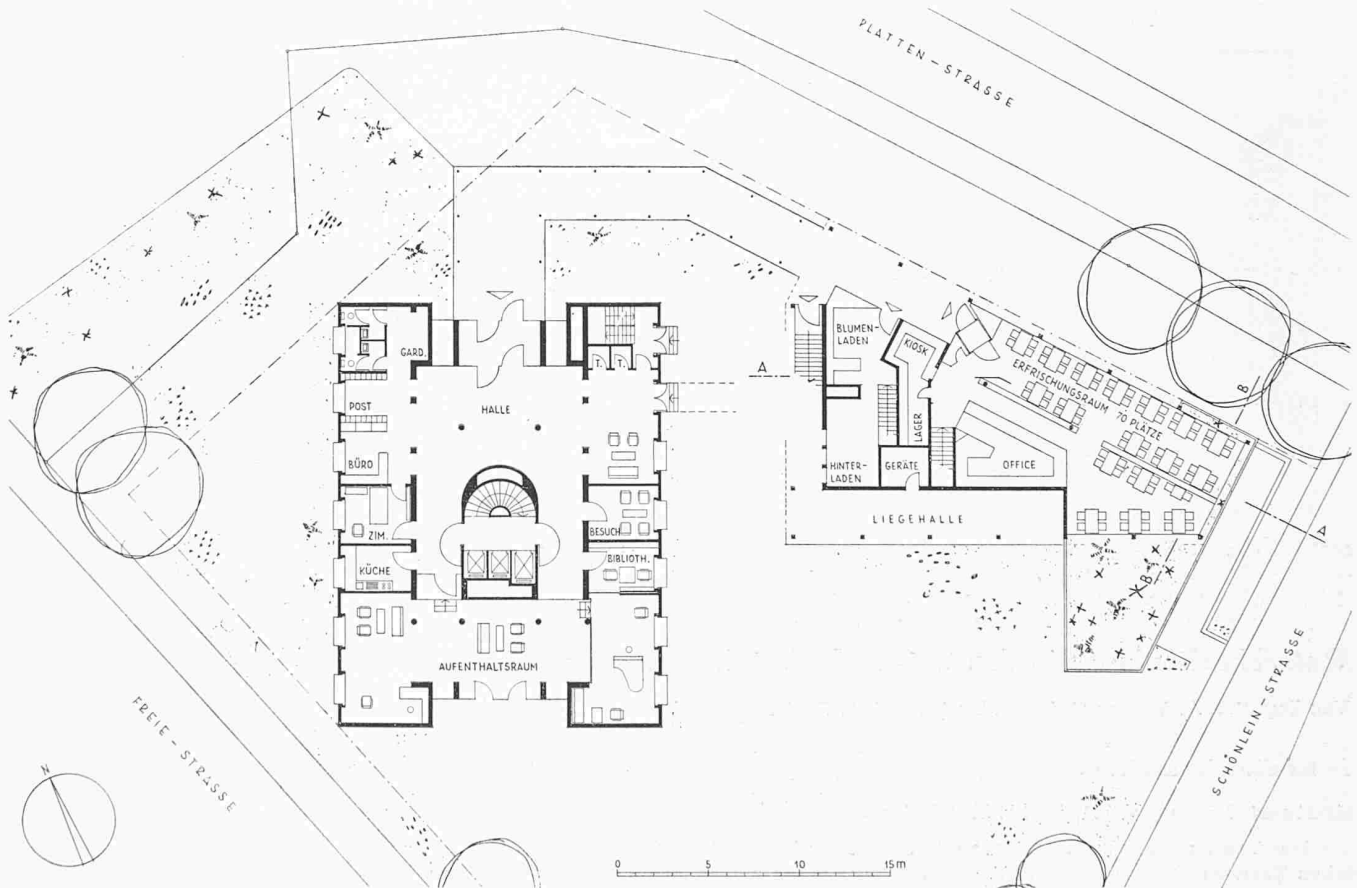 PLATTEN-STRASSE
BLUMEN-
LADEN
KIOSK
GARD.
T. T.
A
ERFRISCHUNGSRAUM 70 PLÄTZE
B
POST
HALLE
LAGER
BÜRO
HINTER-
LADEN
GERÄTE
OFFICE
LIEGEHALLE
A
ZIM.
BESUCH
BIBLIOTH.
KÜCHE
B
AUFENTHALTSRAUM
FREIE-STRASSE
SCHÖNLEIN-STRASSE
N
0 5 10 15 m